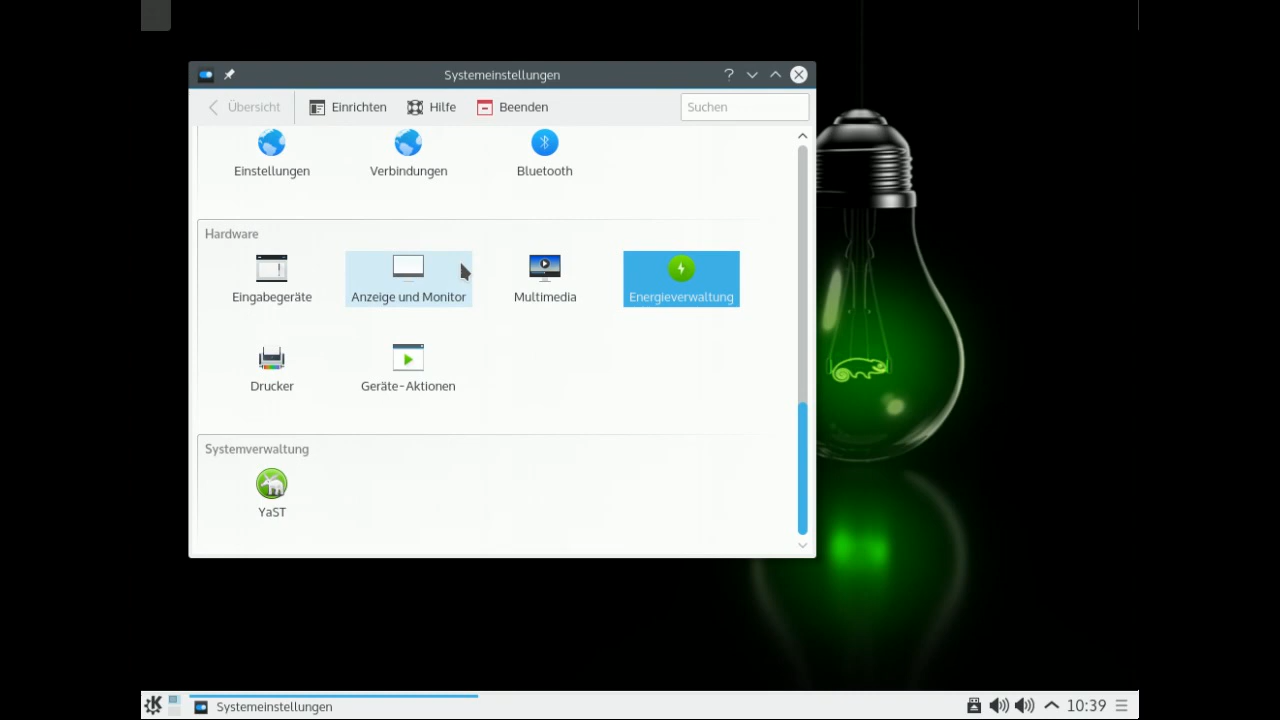 Systemeinstellungen
Übersicht Einrichten Hilfe Beenden Suchen
Einstellungen Verbindungen Bluetooth
Hardware
Eingabegeräte Anzeige und Monitor Multimedia Energieverwaltung
Drucker Geräte-Aktionen
Systemverwaltung
YaST
Systemeinstellungen 10:39